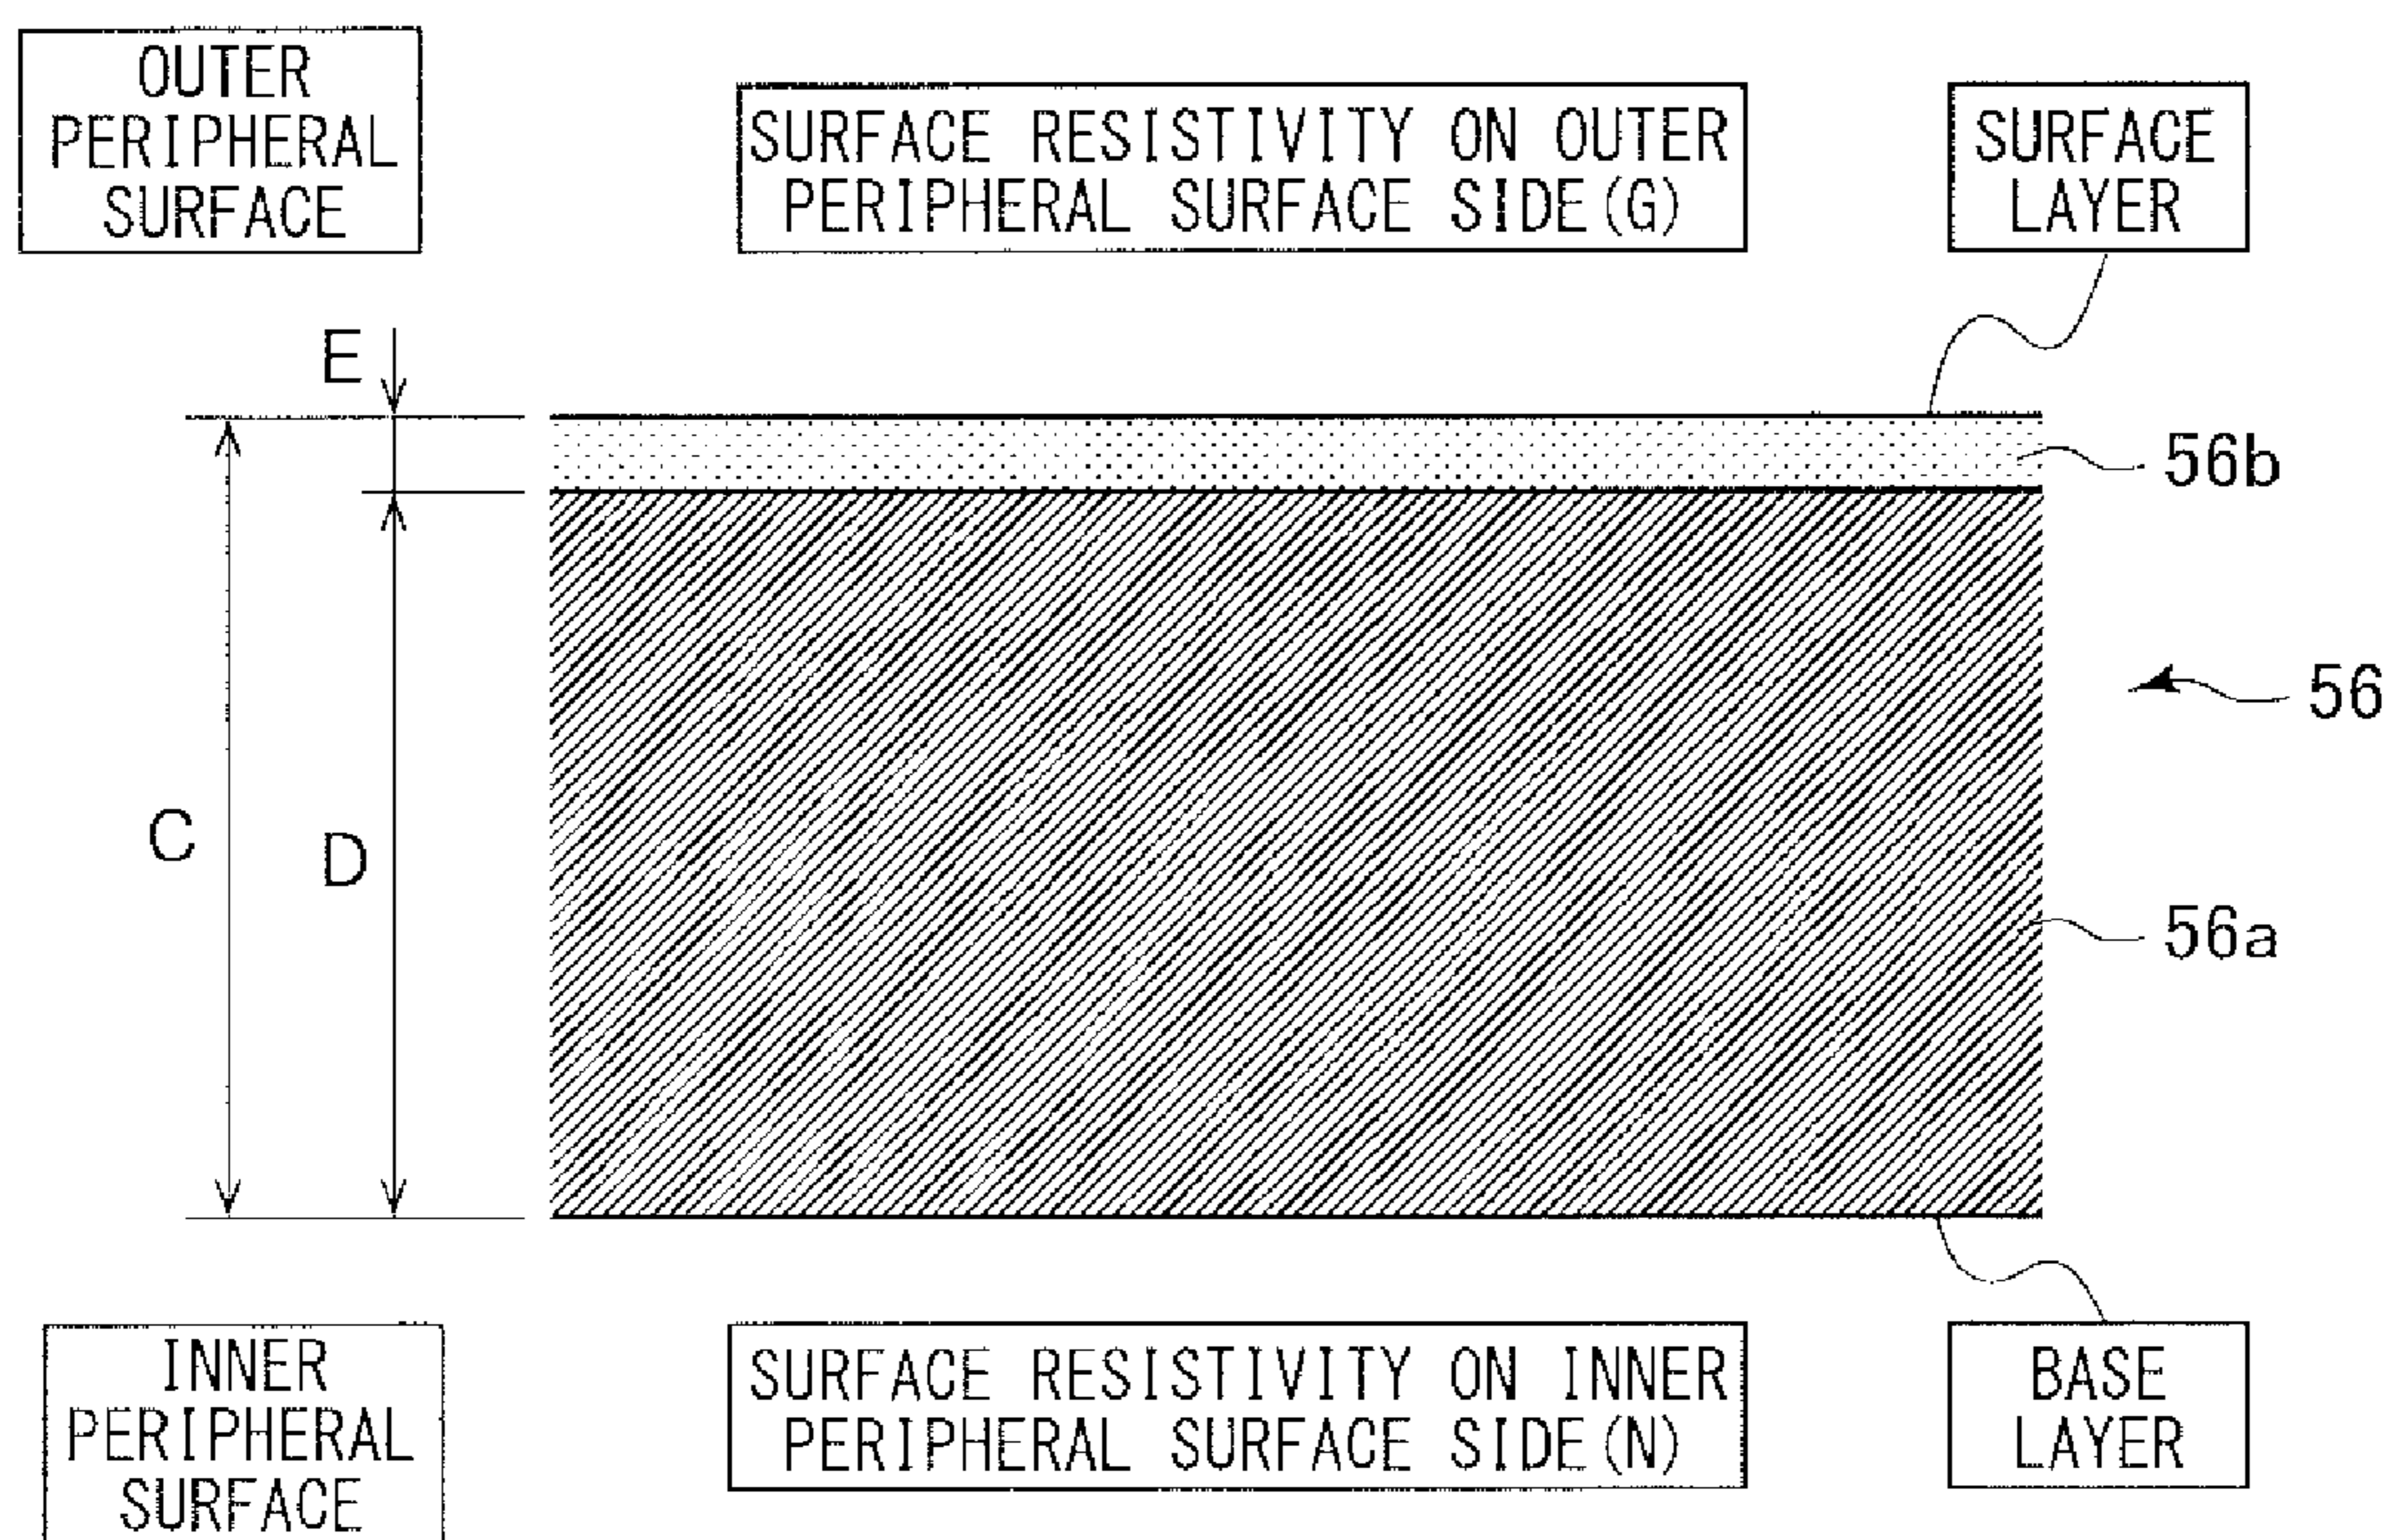 OUTER
PERIPHERAL
SURFACE
SURFACE RESISTIVITY ON OUTER
PERIPHERAL SURFACE SIDE(G)
SURFACE
LAYER
E
56b
56
C
D
56a
INNER
PERIPHERAL
SURFACE
SURFACE RESISTIVITY ON INNER
PERIPHERAL SURFACE SIDE(N)
BASE
LAYER